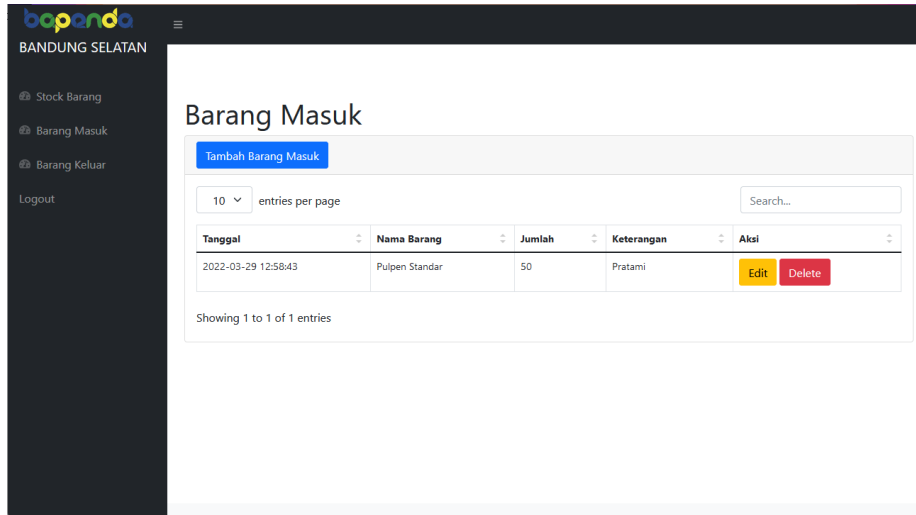 bapenda
BANDUNG SELATAN
Stock Barang
Barang Masuk
Barang Keluar
Logout
Barang Masuk
Tambah Barang Masuk
10 entries per page
Search...
Tanggal Nama Barang Jumlah Keterangan Aksi
2022-03-29 12:58:43 Pulpen Standar 50 Pratami Edit Delete
Showing 1 to 1 of 1 entries